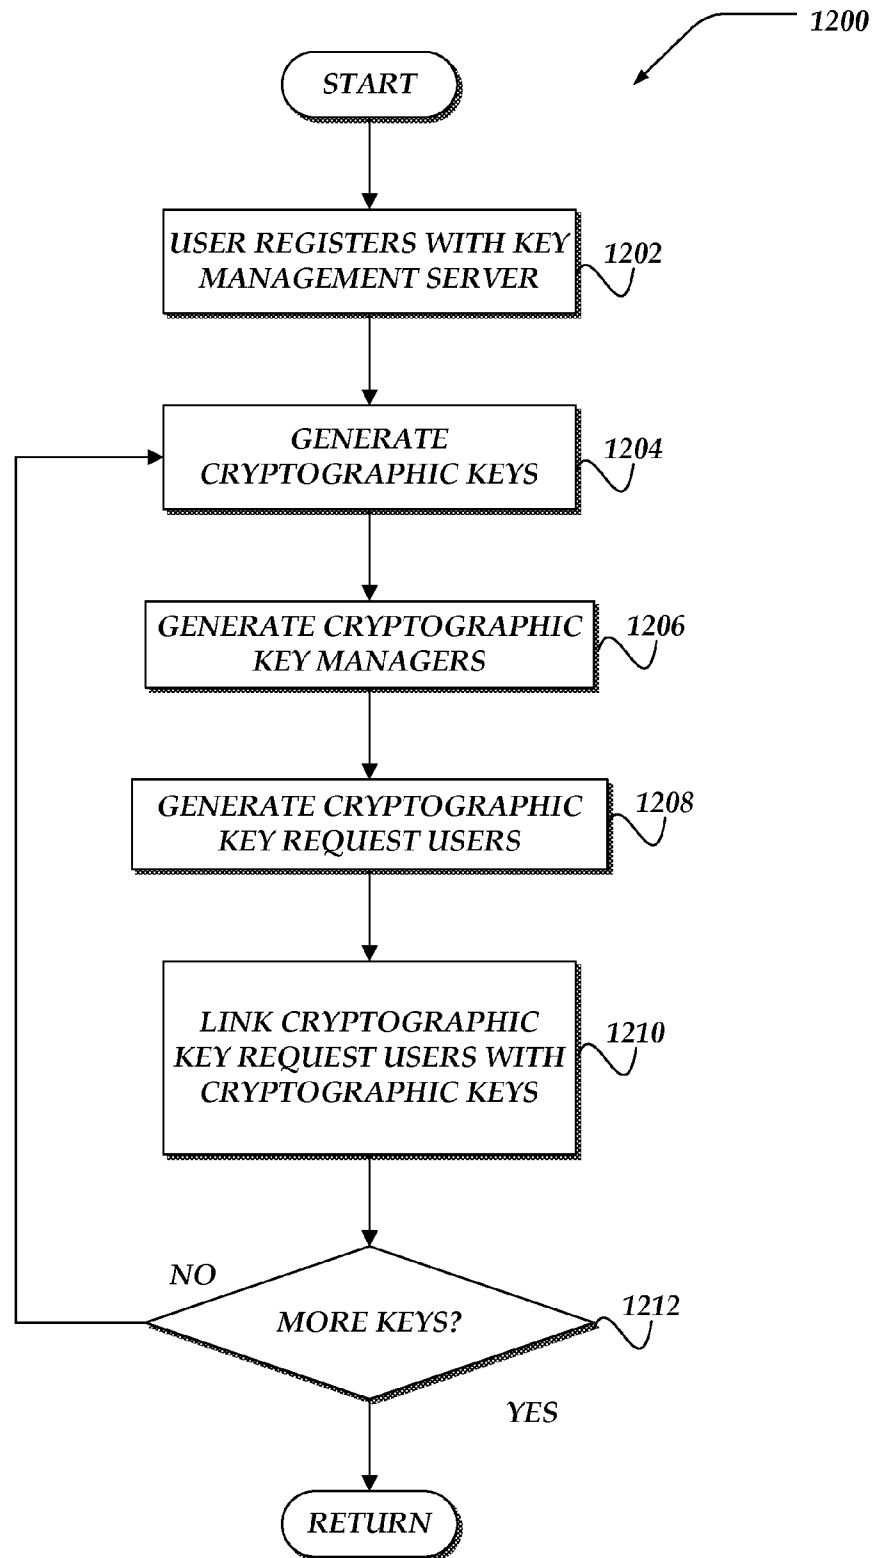 1200
START
USER REGISTERS WITH KEY
MANAGEMENT SERVER
1202
GENERATE
CRYPTOGRAPHIC KEYS
1204
GENERATE CRYPTOGRAPHIC
KEY MANAGERS
1206
GENERATE CRYPTOGRAPHIC
KEY REQUEST USERS
1208
LINK CRYPTOGRAPHIC
KEY REQUEST USERS WITH
CRYPTOGRAPHIC KEYS
1210
NO
MORE KEYS?
1212
YES
RETURN